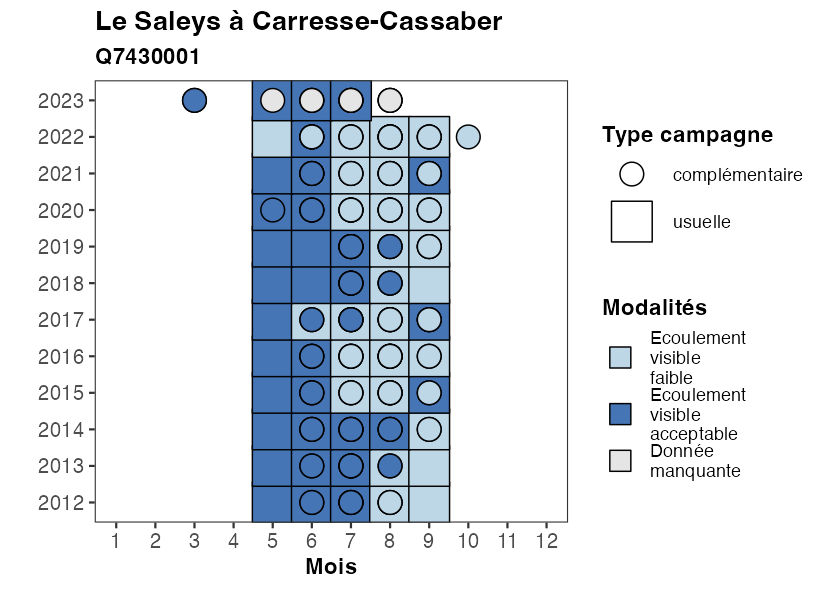 Le Saleys à Carresse-Cassaber
Q7430001
2023
2022
2021
2020
2019
2018
2017
2016
2015
2014
2013
2012
1 2 3 4 5 6 7 8 9 10 11 12
Mois
Type campagne
complémentaire
usuelle
Modalités
Ecoulement
visible
faible
Ecoulement
visible
acceptable
Donnée
manquante